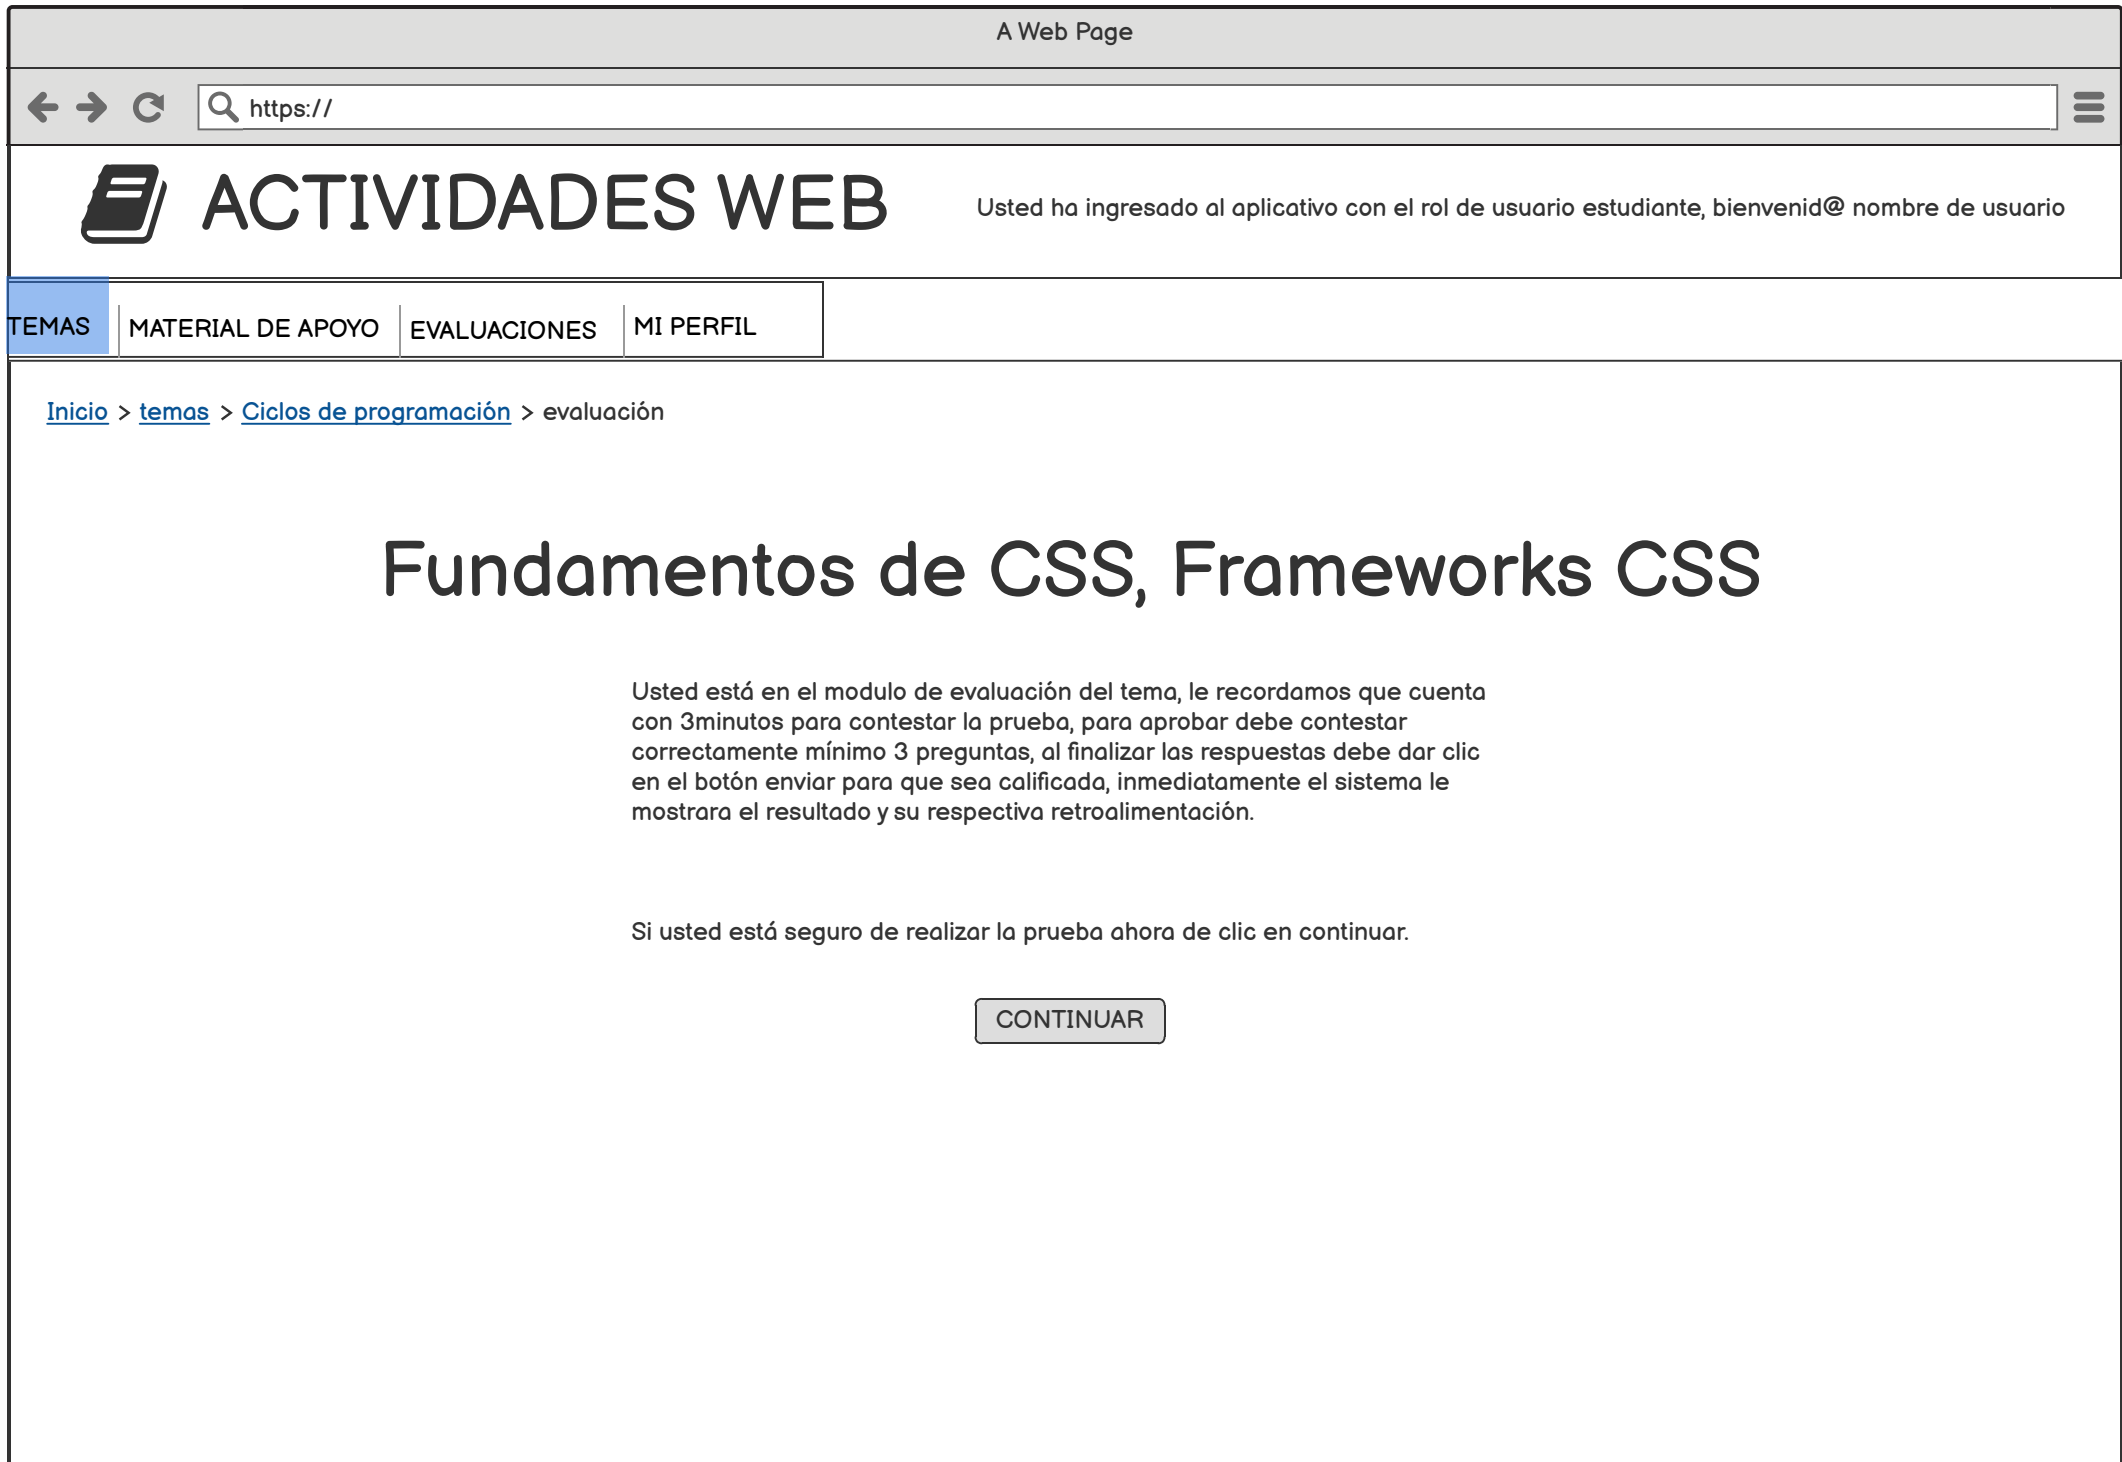 A Web Page
https://
ACTIVIDADES WEB
Usted ha ingresado al aplicativo con el rol de usuario estudiante, bienvenid@ nombre de usuario
TEMAS
MATERIAL DE APOYO
EVALUACIONES
MI PERFIL
Inicio > temas > Ciclos de programación > evaluación
Fundamentos de CSS, Frameworks CSS
Usted está en el modulo de evaluación del tema, le recordamos que cuenta
con 3minutos para contestar la prueba, para aprobar debe contestar
correctamente mínimo 3 preguntas, al finalizar las respuestas debe dar clic
en el botón enviar para que sea calificada, inmediatamente el sistema le
mostrara el resultado y su respectiva retroalimentación.
Si usted está seguro de realizar la prueba ahora de clic en continuar.
CONTINUAR